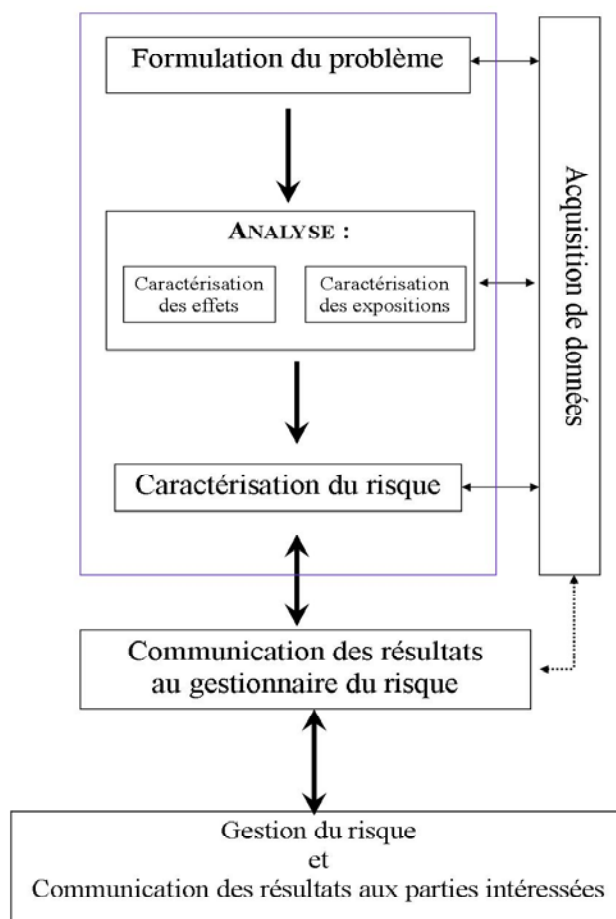 Formulation du problème
ANALYSE :
Caractérisation
des effets
Caractérisation
des expositions
Caractérisation du risque
Acquisition de données
Communication des résultats
au gestionnaire du risque
Gestion du risque
et
Communication des résultats aux parties intéressées